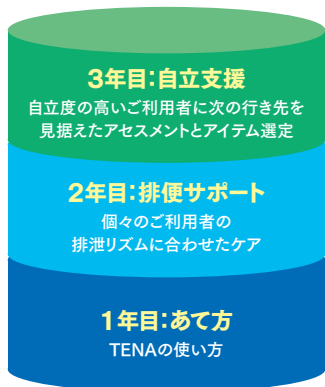 3年目:自立支援
自立度の高いご利用者に次の行き先を
見据えたアセスメントとアイテム選定
2年目:排便サポート
個々のご利用者の
排泄リズムに合わせたケア
1年目:あて方
TENAの使い方